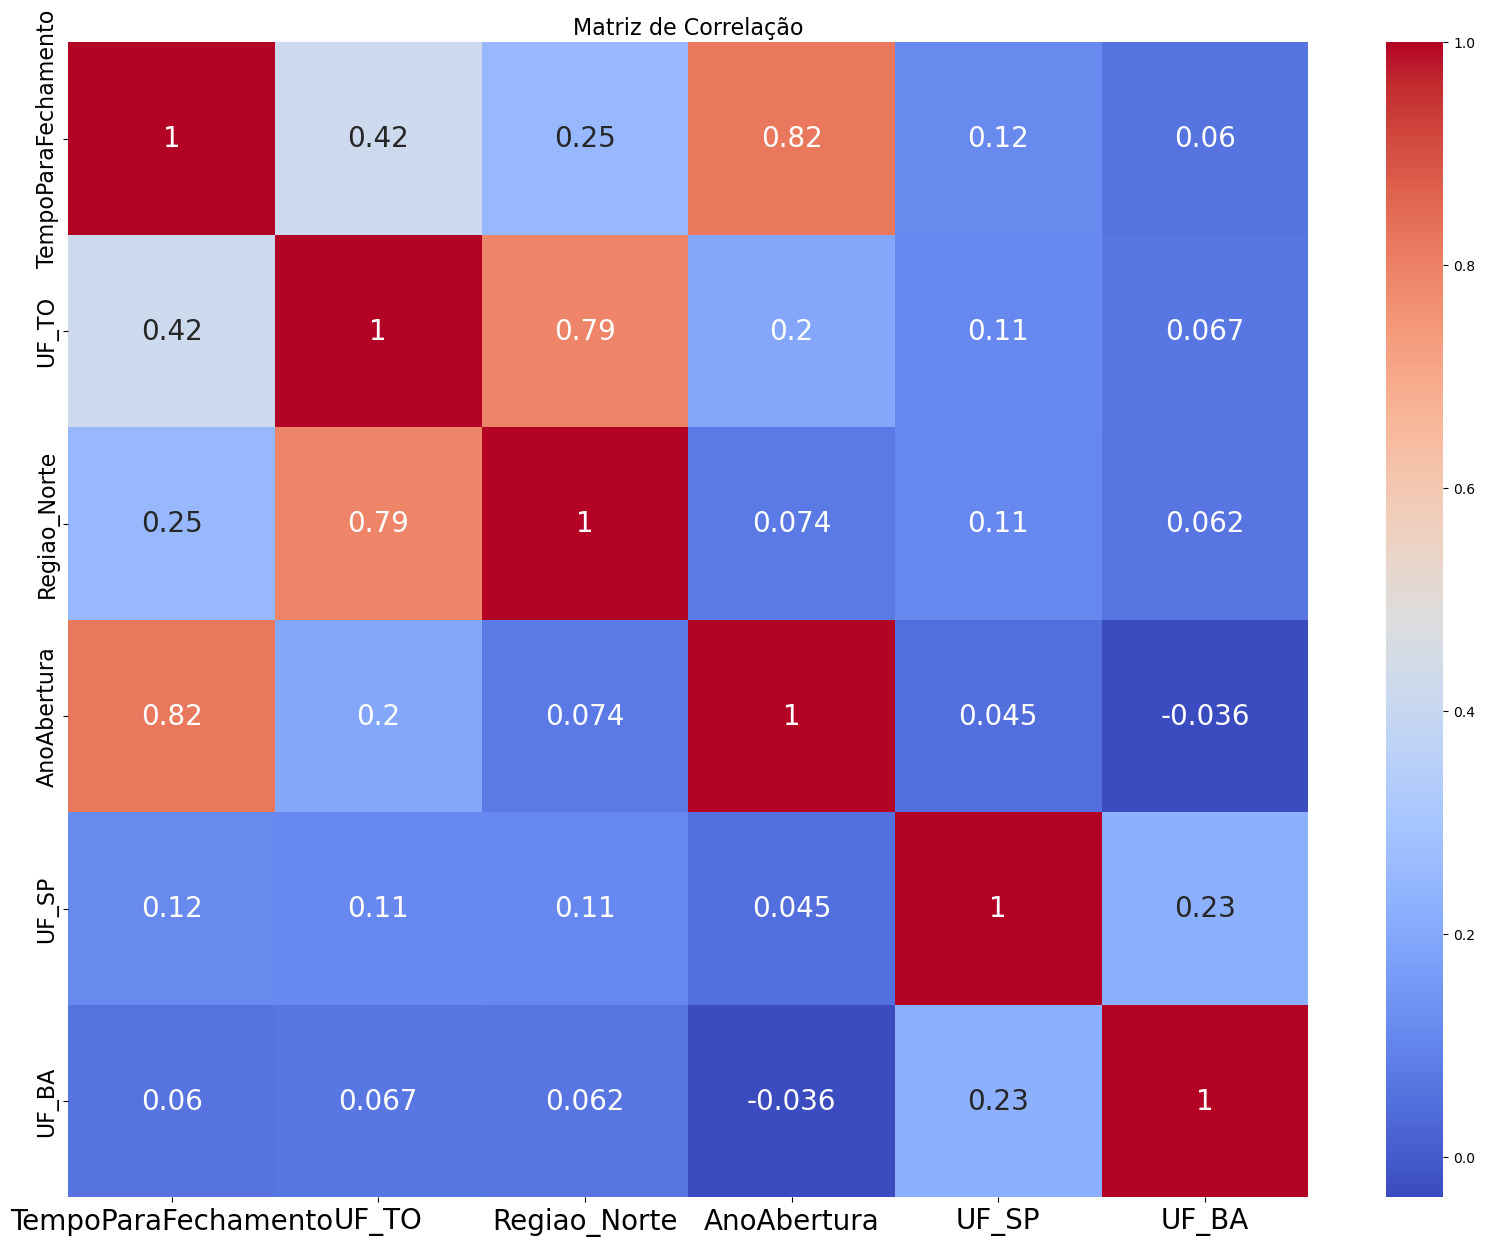 Matriz de Correlação
TempoParaFechamento 1 0.42 0.25 0.82 0.12 0.06
UF_TO 0.42 1 0.79 0.2 0.11 0.067
Regiao_Norte 0.25 0.79 1 0.074 0.11 0.062
AnoAbertura 0.82 0.2 0.074 1 0.045 -0.036
UF_SP 0.12 0.11 0.11 0.045 1 0.23
UF_BA 0.06 0.067 0.062 -0.036 0.23 1
TempoParaFechamento UF_TO Regiao_Norte AnoAbertura UF_SP UF_BA
1.0
0.8
0.6
0.4
0.2
0.0